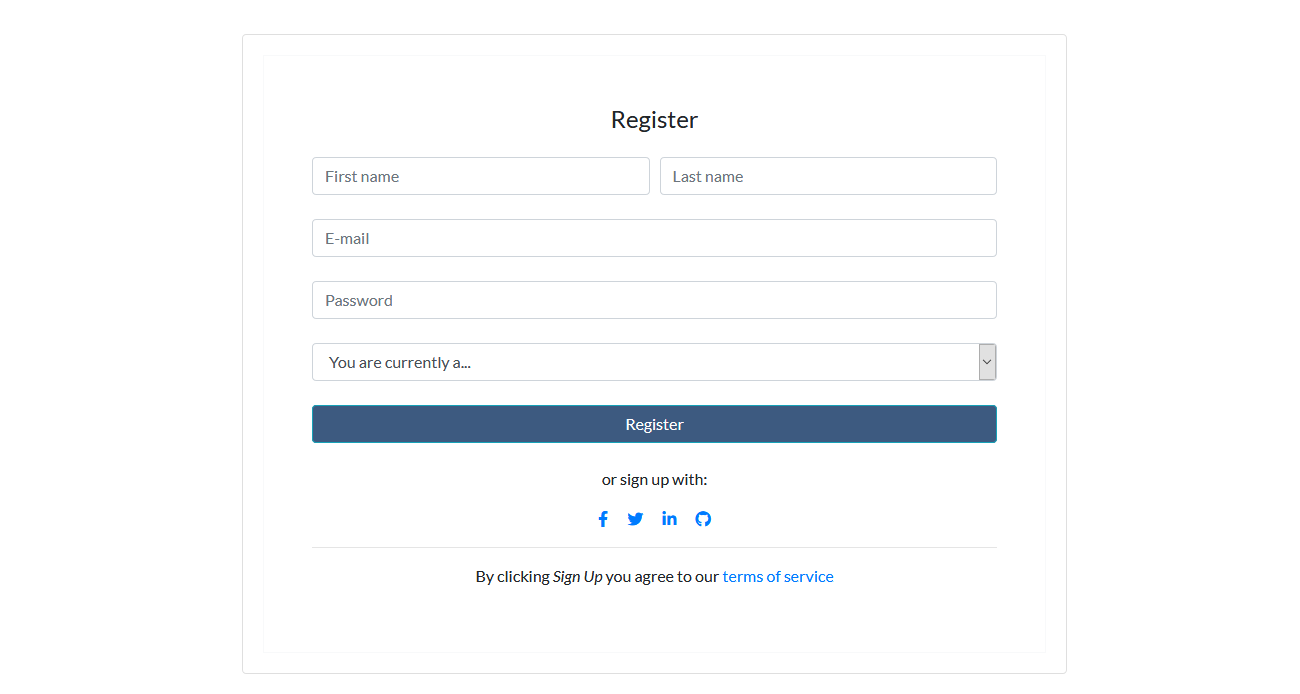 Register
First name Last name
E-mail
Password
You are currently a...
Register
or sign up with:
By clicking Sign Up you agree to our terms of service